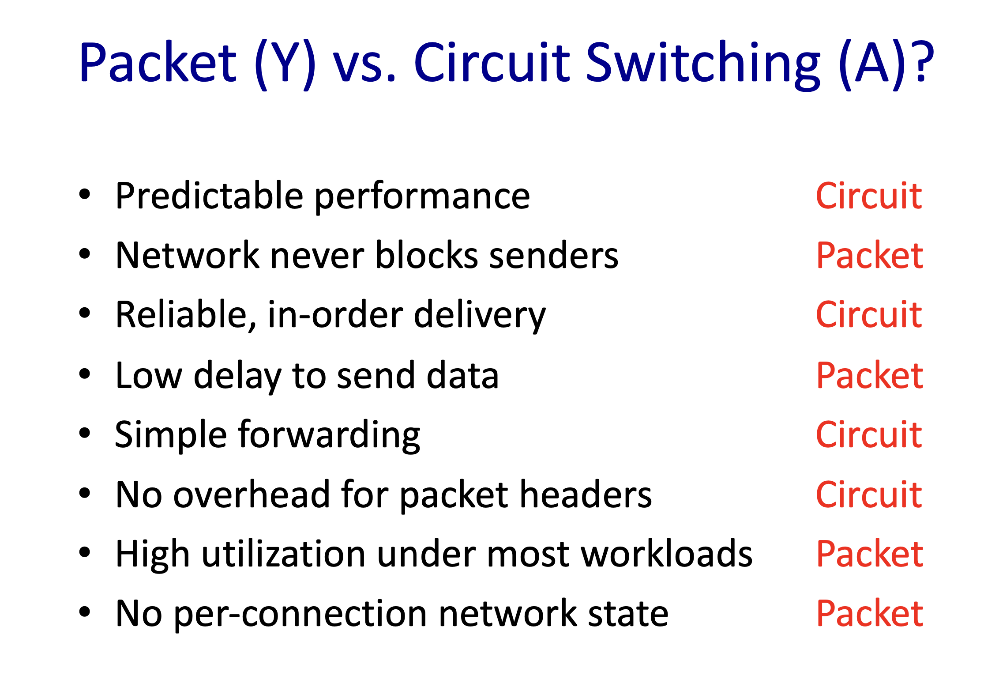 Packet (Y) vs. Circuit Switching (A)?
• Predictable performance Circuit
• Network never blocks senders Packet
• Reliable, in-order delivery Circuit
• Low delay to send data Packet
• Simple forwarding Circuit
• No overhead for packet headers Circuit
• High utilization under most workloads Packet
• No per-connection network state Packet